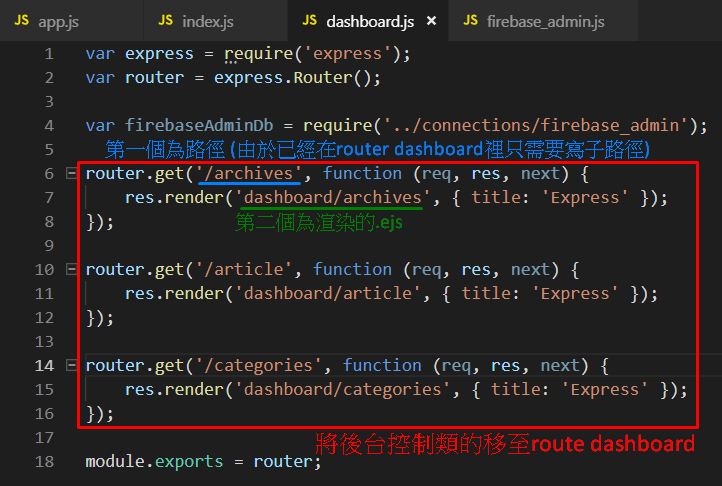 JS app.js JS index.js JS dashboard.js × JS firebase_admin.js
1 var express = require('express');
2 var router = express.Router();
3
4 var firebaseAdminDb = require('../connections/firebase_admin');
5 第一個為路徑 (由於已經在router dashboard裡只需要寫子路徑)
6 router.get('/archives', function (req, res, next) {
7 res.render('dashboard/archives', { title: 'Express' });
8 }); 第二個為渲染的.ejs
9
10 router.get('/article', function (req, res, next) {
11 res.render('dashboard/article', { title: 'Express' });
12 });
13
14 router.get('/categories', function (req, res, next) {
15 res.render('dashboard/categories', { title: 'Express' });
16 });
17 將後台控制類的移至route dashboard
18 module.exports = router;